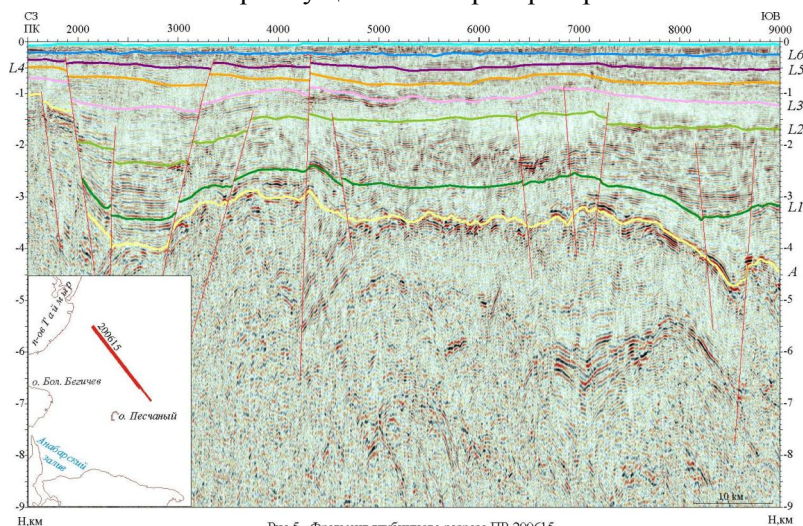 СЗ
ЮВ
ПК 2000 3000 4000 5000 6000 7000 8000 9000
0 0
L6
L4
L5
-1 -1
L3
-2 -2
L2
-3 -3
L1
-4 -4
A
-5 -5
-6 -6
-7 -7
-8 -8
-9 -9
п-ов Таймыр
200615
о. Бол. Бегичев
о. Песчаный
Анабарский
залив
10 км
Н,км Н,км